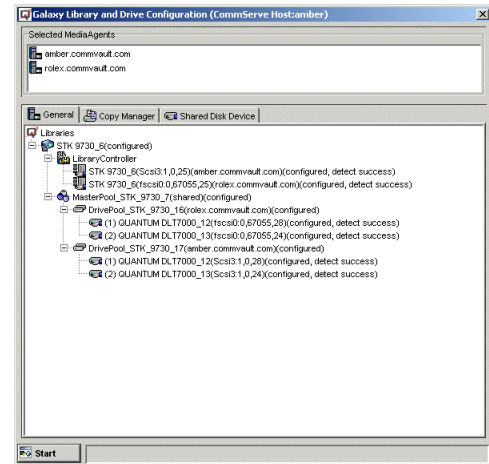 Galaxy Library and Drive Configuration (CommServe Host:amber)
Selected MediaAgents
amber.commvault.com
rolex.commvault.com
General
Copy Manager
Shared Disk Device
Libraries
STK 9730_6(configured)
LibraryController
STK 9730_6(Scsi3:1,0,25)(amber.commvault.com)(configured, detect success)
STK 9730_6(fscsi0:0,67055,25)(rolex.commvault.com)(configured, detect success)
MasterPool_STK_9730_7(shared)(configured)
DrivePool_STK_9730_16(rolex.commvault.com)(configured)
(1) QUANTUM DLT7000_12(fscsi0:0,67055,28)(configured, detect success)
(2) QUANTUM DLT7000_13(fscsi0:0,67055,24)(configured, detect success)
DrivePool_STK_9730_17(amber.commvault.com)(configured)
(1) QUANTUM DLT7000_12(Scsi3:1,0,28)(configured, detect success)
(2) QUANTUM DLT7000_13(Scsi3:1,0,24)(configured, detect success)
Start